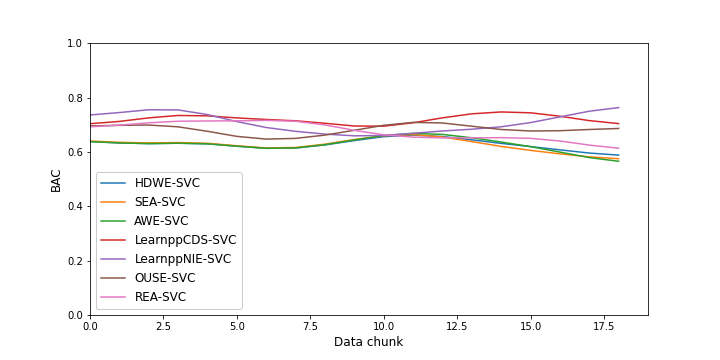 1.0
0.8
0.6
0.4
0.2
0.0
BAC
HDWE-SVC
SEA-SVC
AWE-SVC
LearnppCDS-SVC
LearnppNIE-SVC
OUSE-SVC
REA-SVC
0.0 2.5 5.0 7.5 10.0 12.5 15.0 17.5
Data chunk